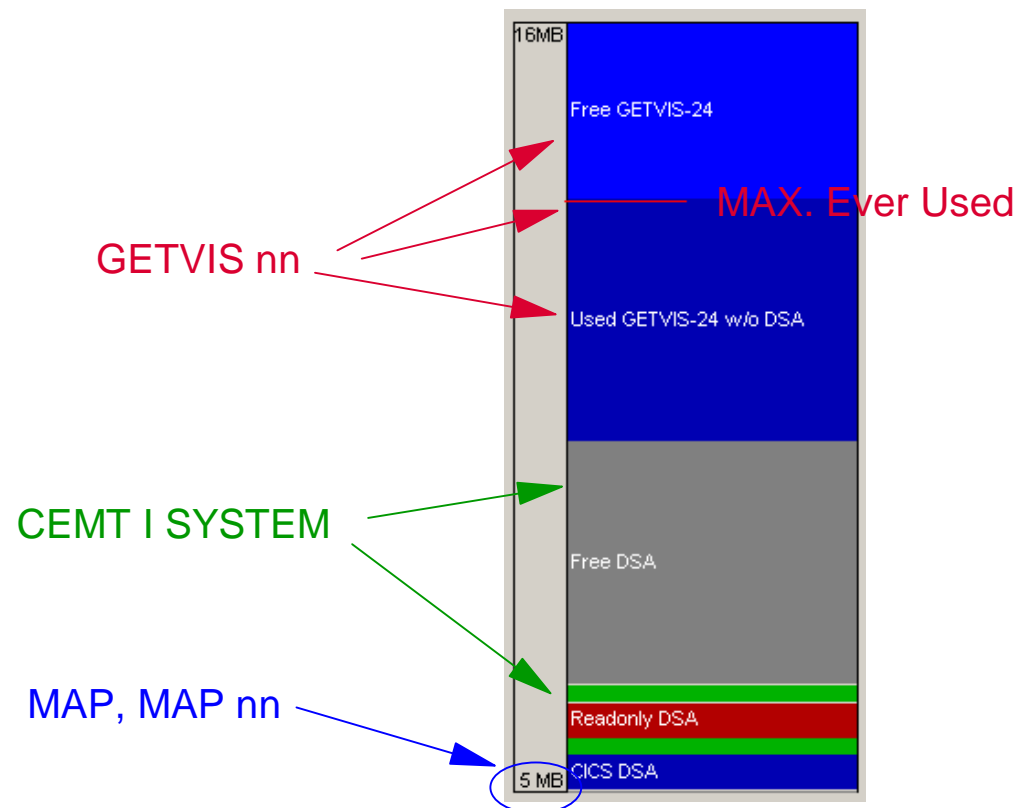 16MB
Free GETVIS-24
MAX. Ever Used
GETVIS nn
Used GETVIS-24 w/o DSA
CEMT I SYSTEM
Free DSA
MAP, MAP nn
Readonly DSA
CICS DSA
5 MB